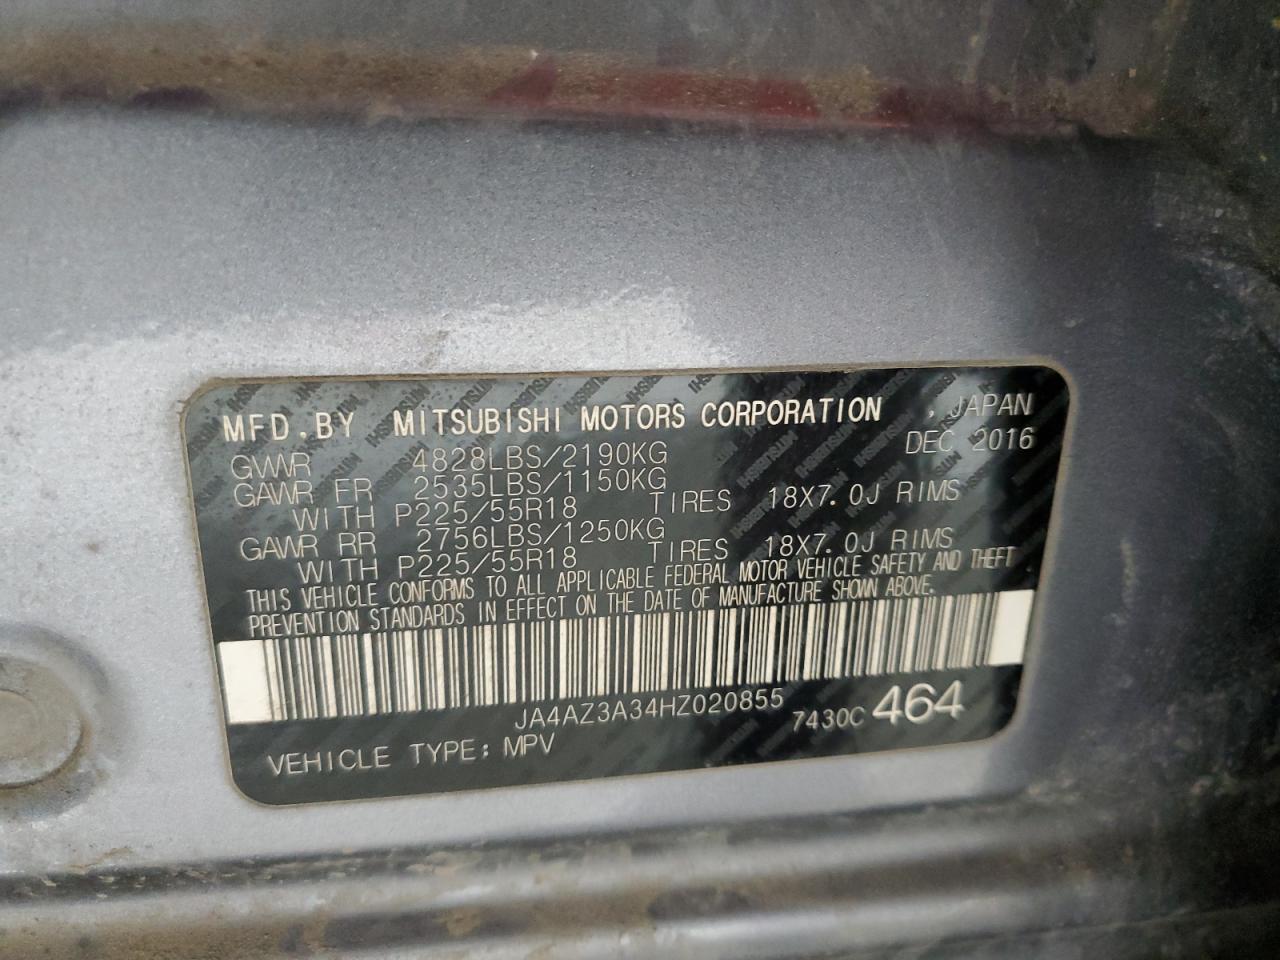 MFD.BY MITSUBISHI MOTORS CORPORATION , JAPAN
GVWR 4828LBS/2190KG DEC 2016
GAWR FR 2535LBS/1150KG
WITH P225/55R18 TIRES 18X7.0J RIMS
GAWR RR 2756LBS/1250KG
WITH P225/55R18 TIRES 18X7.0J RIMS
THIS VEHICLE CONFORMS TO ALL APPLICABLE FEDERAL MOTOR VEHICLE SAFETY AND THEFT
PREVENTION STANDARDS IN EFFECT ON THE DATE OF MANUFACTURE SHOWN ABOVE.
JA4AZ3A34HZ020855 7430C 464
VEHICLE TYPE: MPV